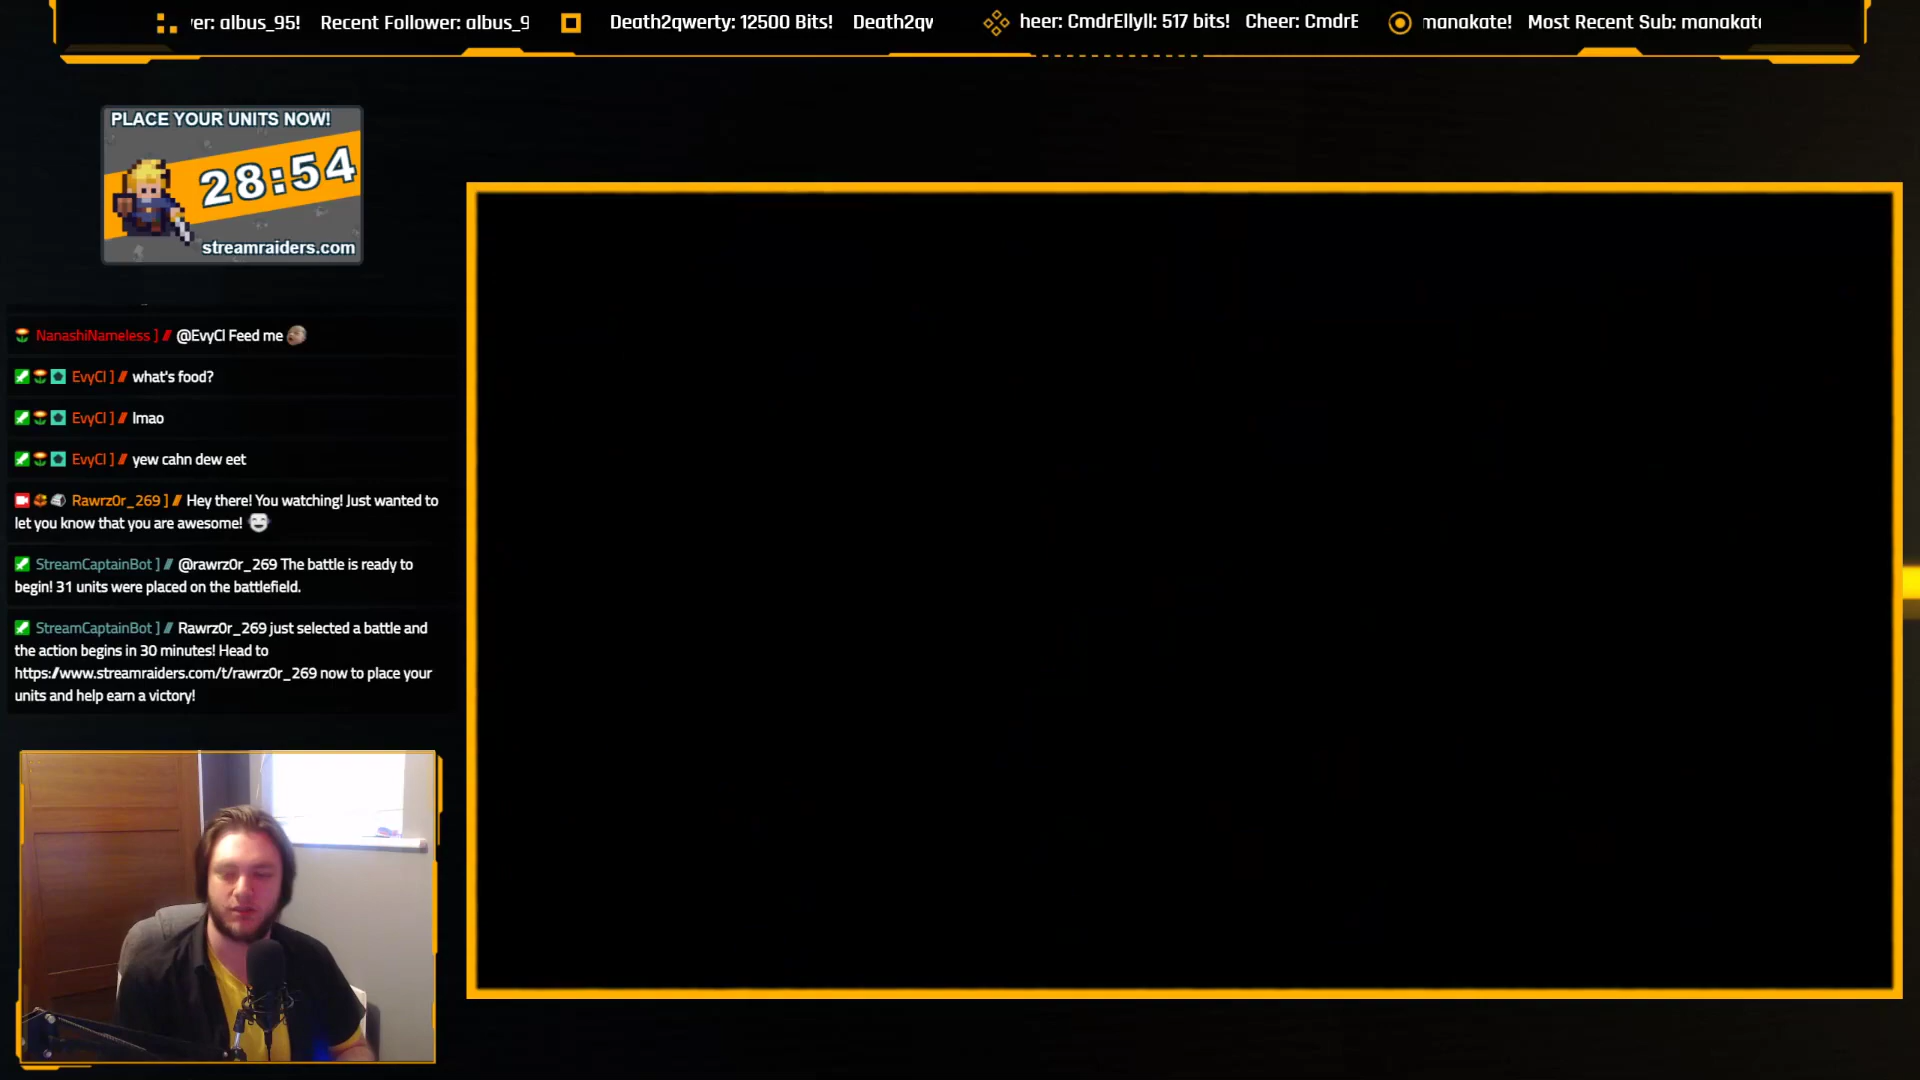 ver: albus_95! Recent Follower: albus_9
Death2qwerty: 12500 Bits! Death2qw
heer: CmdrEllyll: 517 bits! Cheer: CmdrE
manakate! Most Recent Sub: manakat
PLACE YOUR UNITS NOW!
28:54
streamraiders.com
NanashiNameless ] // @EvyCl Feed me
EvyCl ] // what's food?
EvyCl ] // lmao
EvyCl ] // yew cahn dew eet
Rawrz0r_269 ] // Hey there! You watching! Just wanted to
let you know that you are awesome!
StreamCaptainBot ] // @rawrz0r_269 The battle is ready to
begin! 31 units were placed on the battlefield.
StreamCaptainBot ] // Rawrz0r_269 just selected a battle and
the action begins in 30 minutes! Head to
https://www.streamraiders.com/t/rawrz0r_269 now to place your
units and help earn a victory!